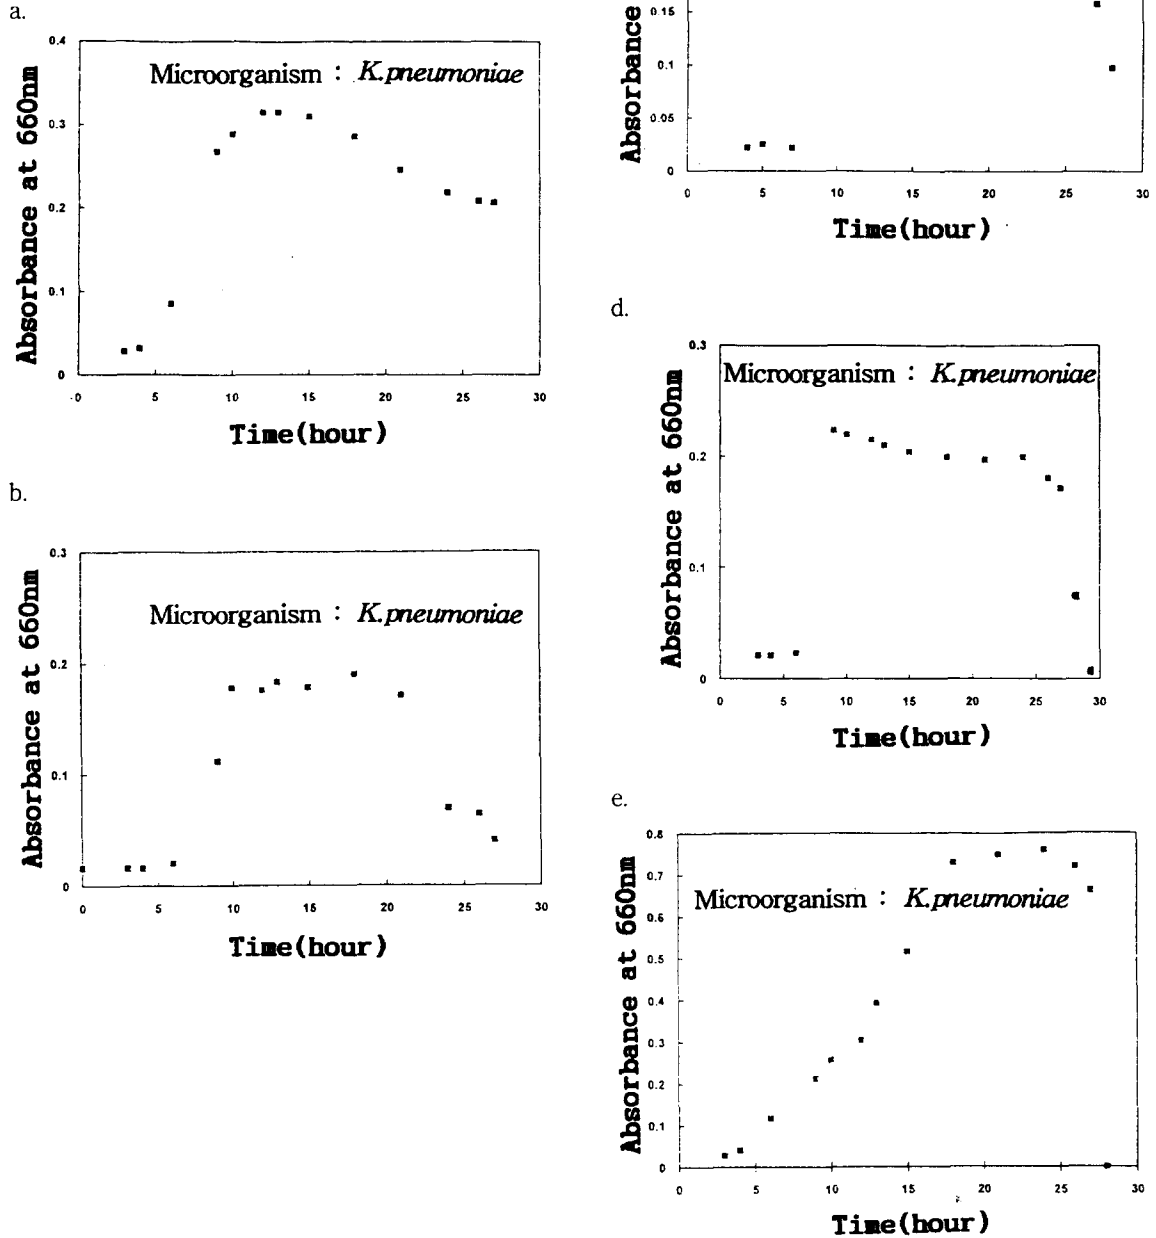 a.
0.4
0.3
0.2
0.1
0
Absorbance at 660nm
Microorganism : K.pneumoniae
0 5 10 15 20 25 30
Time(hour)
b.
0.3
0.2
0.1
0
Absorbance at 660nm
Microorganism : K.pneumoniae
0 5 10 15 20 25 30
Time(hour)
0.15
0.1
0.05
0
Absorbance
0 5 10 15 20 25 30
Time(hour)
d.
0.3
0.2
0.1
0
Absorbance at 660nm
Microorganism : K.pneumoniae
0 5 10 15 20 25 30
Time(hour)
e.
0.8
0.7
0.6
0.5
0.4
0.3
0.2
0.1
0
Absorbance at 660nm
Microorganism : K.pneumoniae
0 5 10 15 20 25 30
Time(hour)